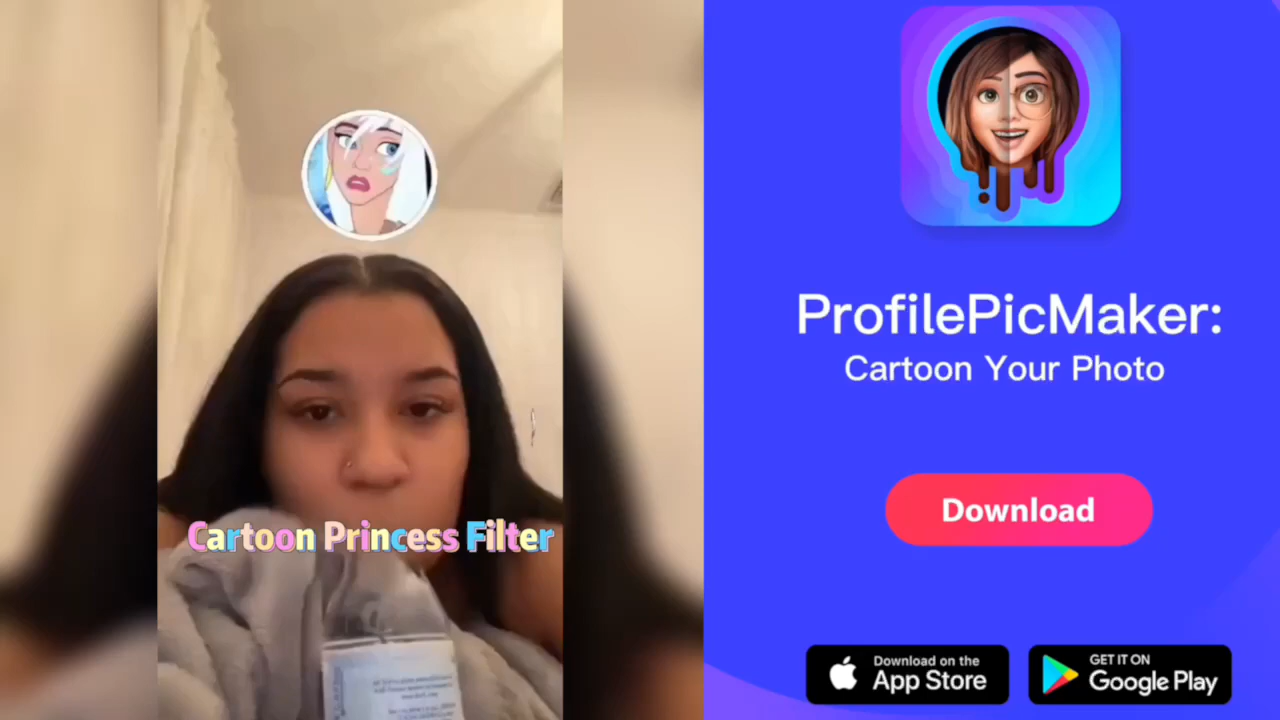 Cartoon Princess Filter
ProfilePicMaker:
Cartoon Your Photo
Download
Download on the
App Store
GET IT ON
Google Play